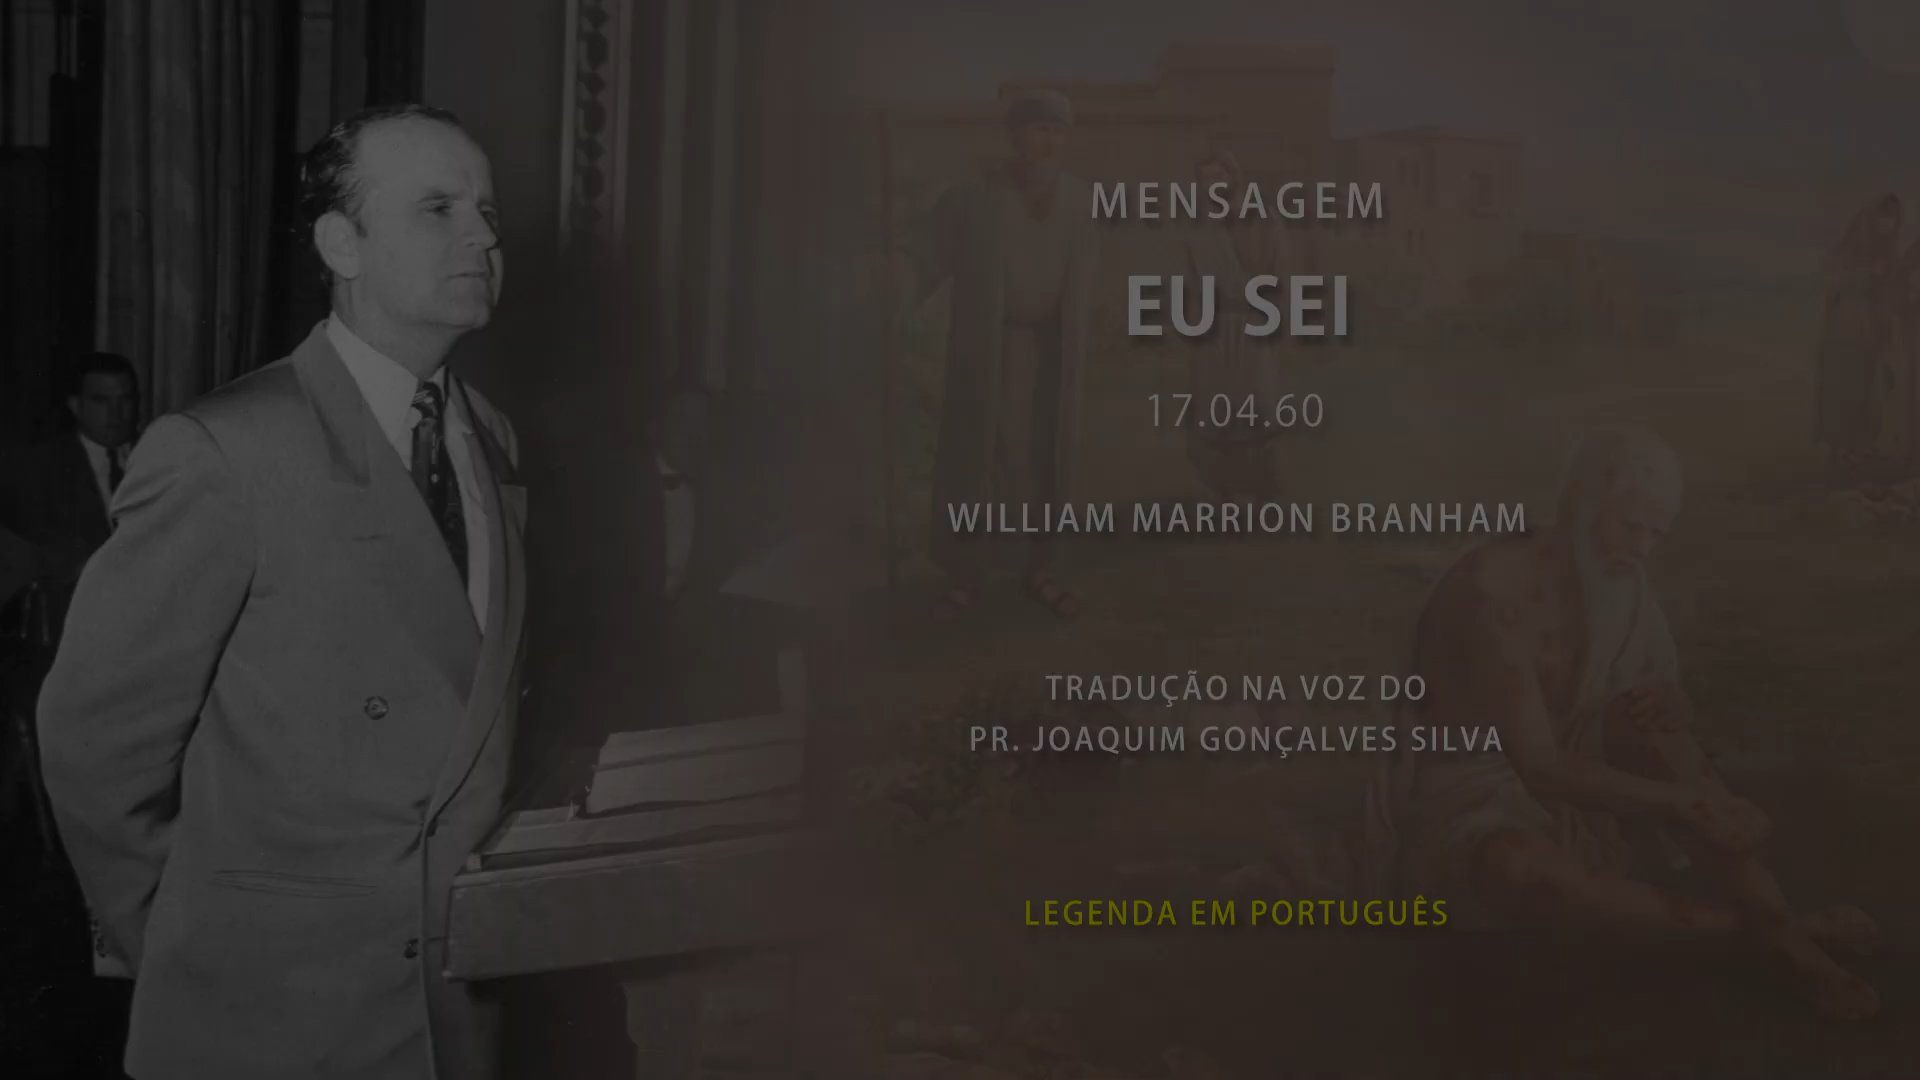 MENSAGEM
EU SEI
17.04.60
WILLIAM MARRION BRANHAM
TRADUÇÃO NA VOZ DO
PR. JOAQUIM GONÇALVES SILVA
LEGENDA EM PORTUGUÊS